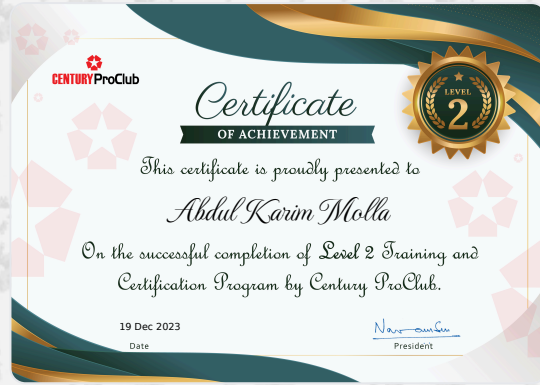 CENTURY ProClub
Certificate
OF ACHIEVEMENT
LEVEL
2
This certificate is proudly presented to
Abdul Karim Molla
On the successful completion of Level 2 Training and
Certification Program by Century ProClub.
19 Dec 2023
Date
President